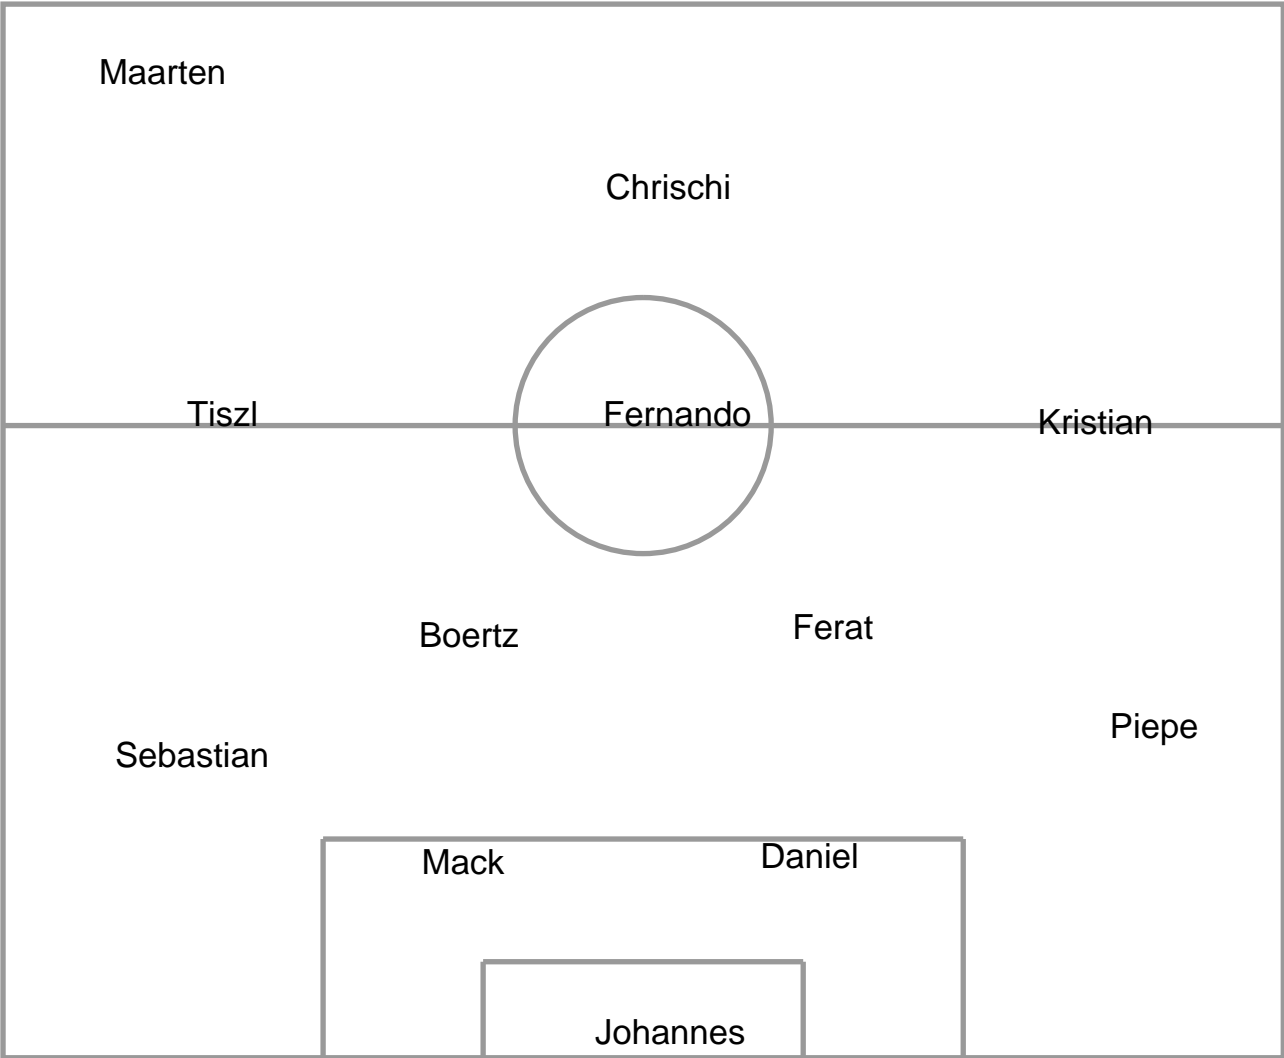 Maarten
Chrischi
Tiszl
Fernando
Kristian
Boertz
Ferat
Sebastian
Piepe
Mack
Daniel
Johannes